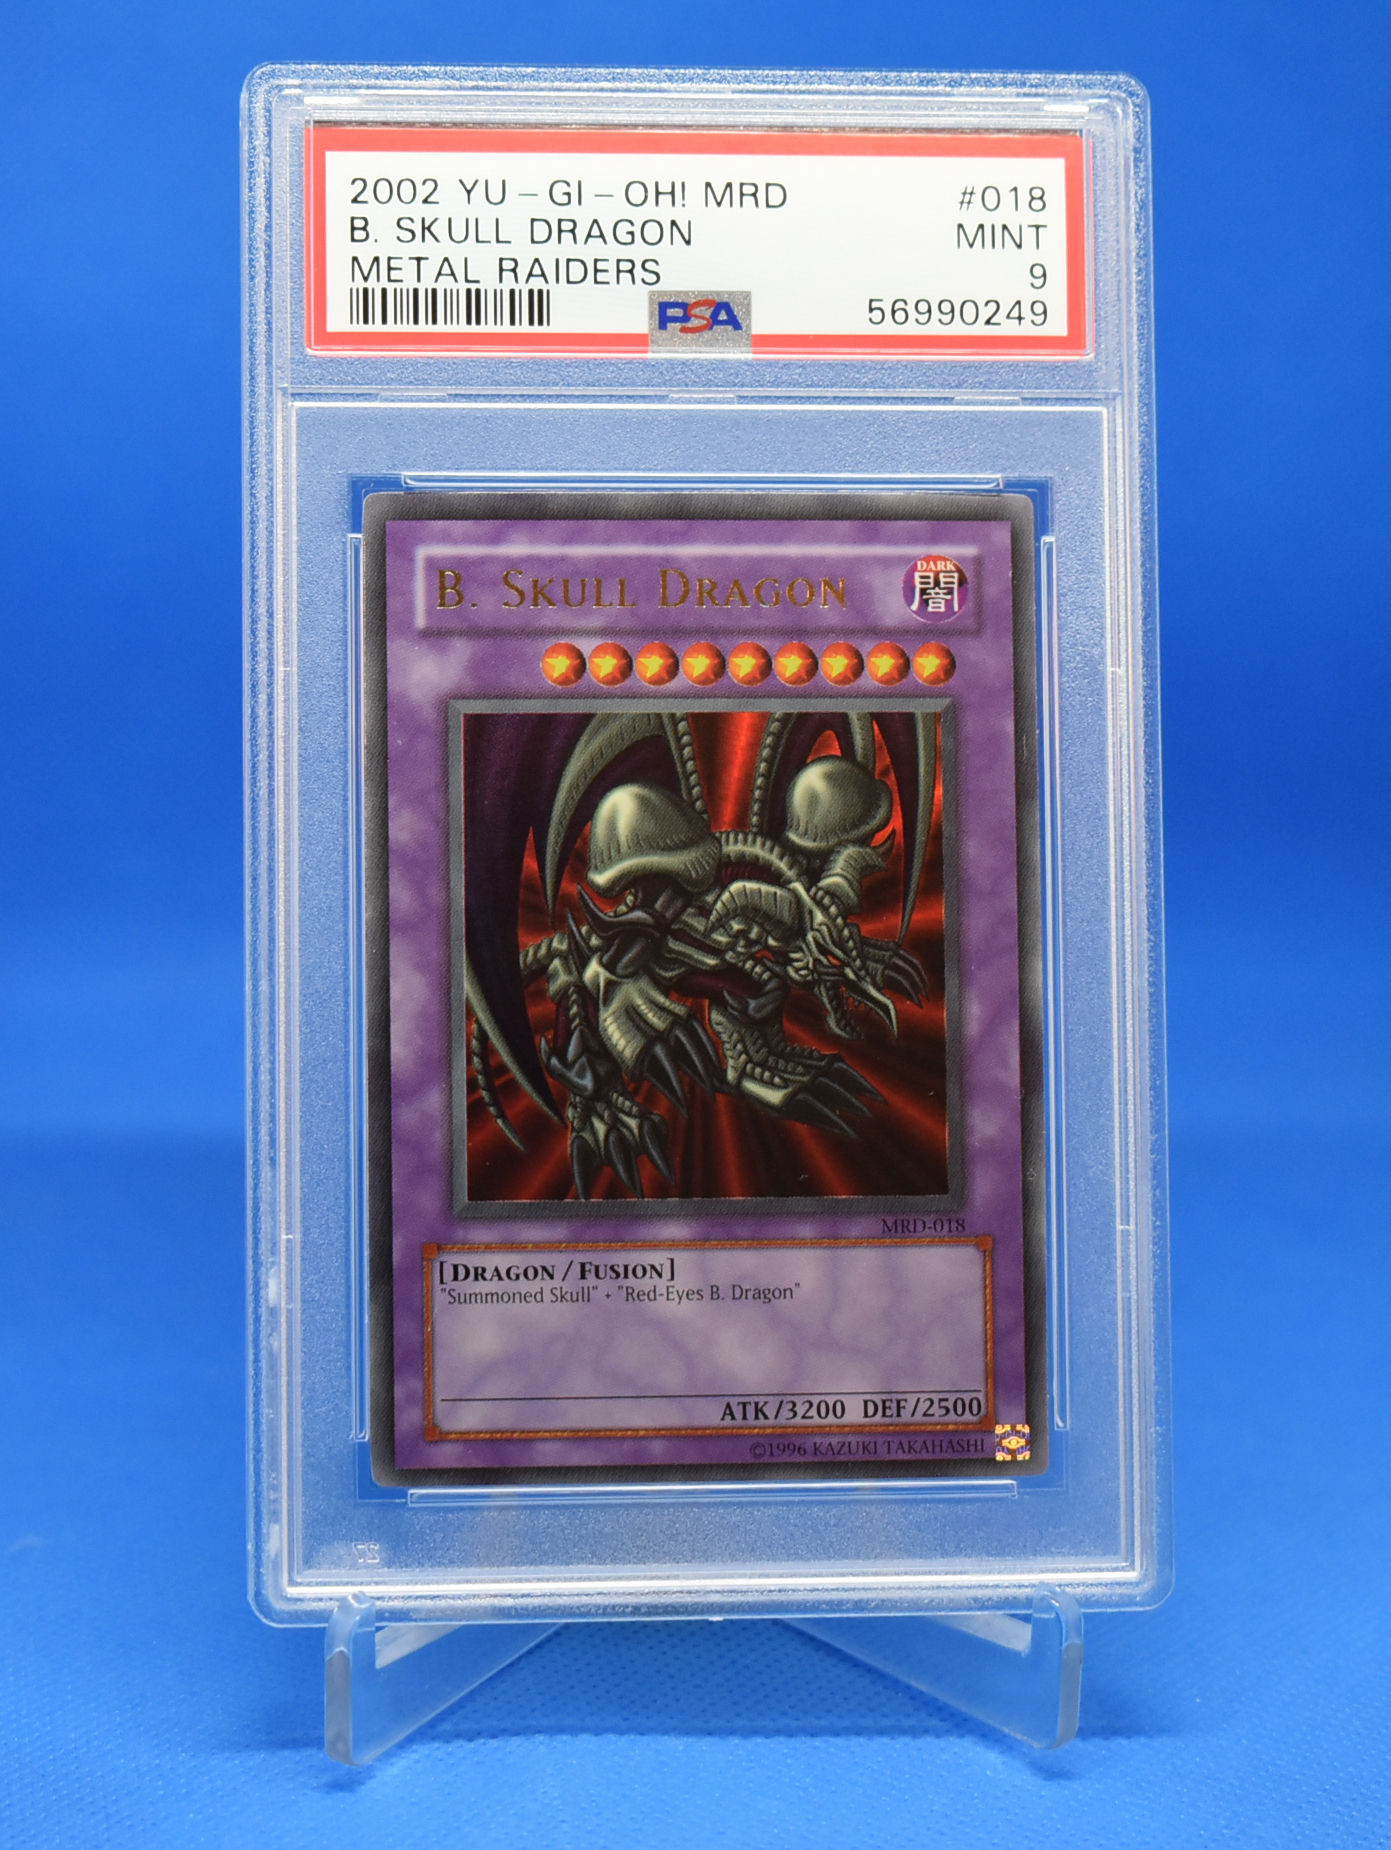 2002 YU-GI-OH! MRD #018
B. SKULL DRAGON MINT
METAL RAIDERS 9
PSA 56990249
B. SKULL DRAGON
DARK
闇
MRD-018
[DRAGON / FUSION]
"Summoned Skull" + "Red-Eyes B. Dragon"
ATK/3200 DEF/2500
©1996 KAZUKI TAKAHASHI